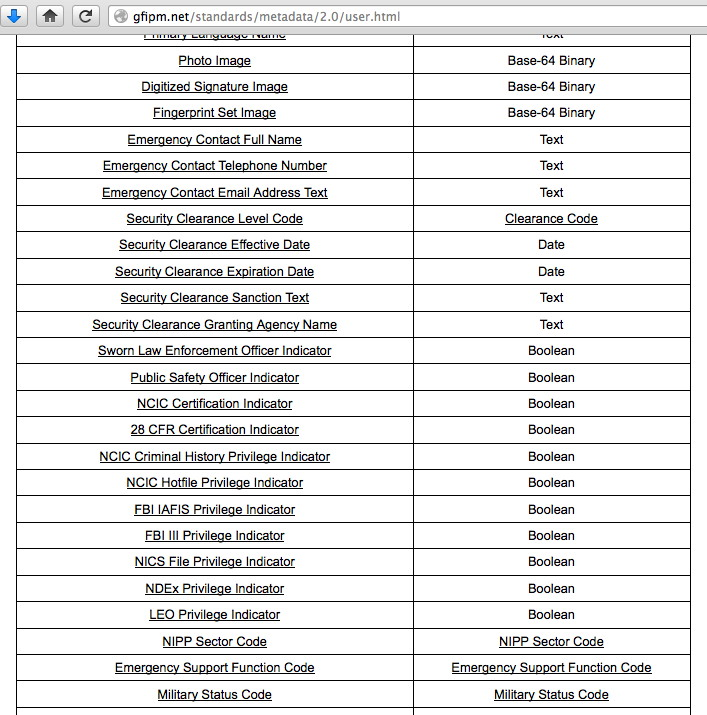 gfipm.net/standards/metadata/2.0/user.html
Primary Language Name Text
Photo Image Base-64 Binary
Digitized Signature Image Base-64 Binary
Fingerprint Set Image Base-64 Binary
Emergency Contact Full Name Text
Emergency Contact Telephone Number Text
Emergency Contact Email Address Text Text
Security Clearance Level Code Clearance Code
Security Clearance Effective Date Date
Security Clearance Expiration Date Date
Security Clearance Sanction Text Text
Security Clearance Granting Agency Name Text
Sworn Law Enforcement Officer Indicator Boolean
Public Safety Officer Indicator Boolean
NCIC Certification Indicator Boolean
28 CFR Certification Indicator Boolean
NCIC Criminal History Privilege Indicator Boolean
NCIC Hotfile Privilege Indicator Boolean
FBI IAFIS Privilege Indicator Boolean
FBI III Privilege Indicator Boolean
NICS File Privilege Indicator Boolean
NDEx Privilege Indicator Boolean
LEO Privilege Indicator Boolean
NIPP Sector Code NIPP Sector Code
Emergency Support Function Code Emergency Support Function Code
Military Status Code Military Status Code